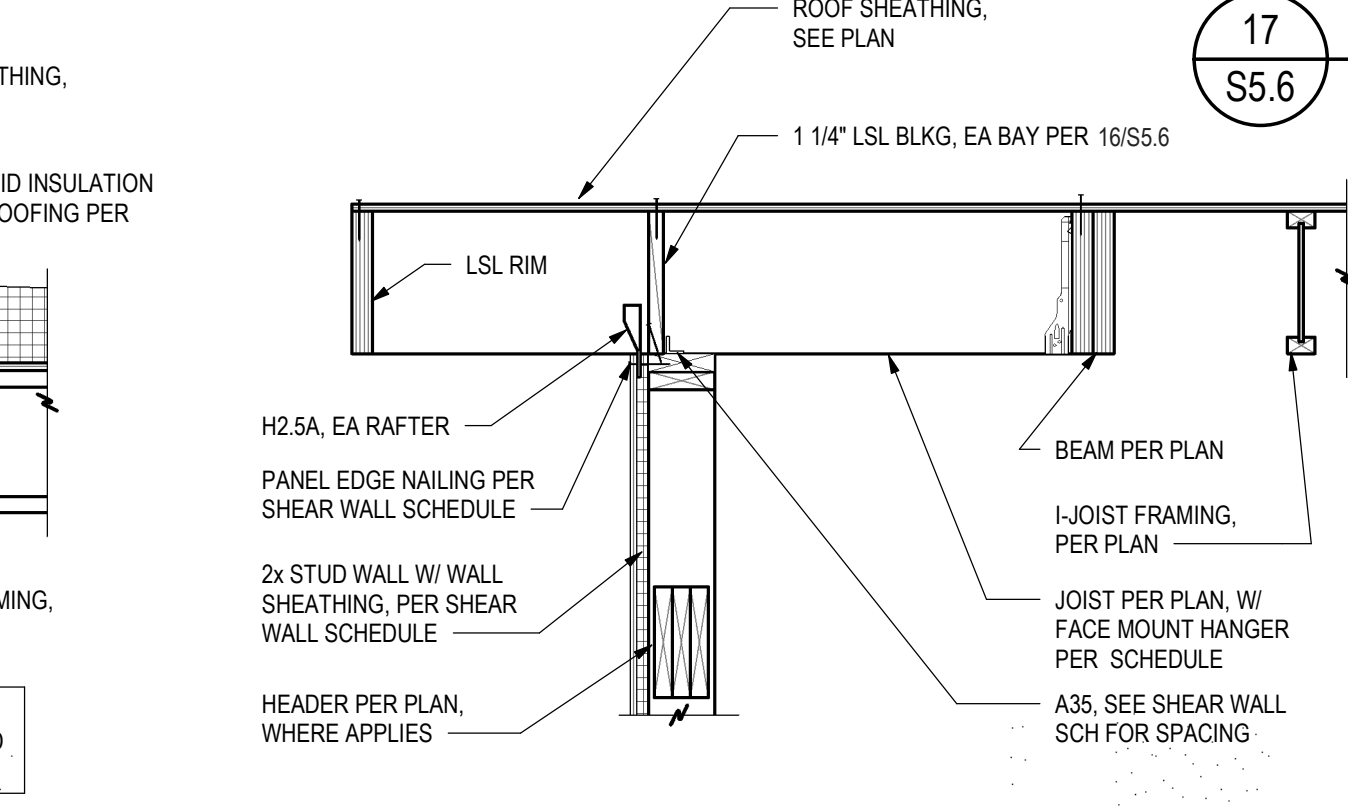 ROOF SHEATHING,
SEE PLAN
17
S5.6
THING,
1 1/4" LSL BLKG, EA BAY PER 16/S5.6
ID INSULATION
OOFING PER
LSL RIM
H2.5A, EA RAFTER
PANEL EDGE NAILING PER
SHEAR WALL SCHEDULE
2x STUD WALL W/ WALL
SHEATHING, PER SHEAR
WALL SCHEDULE
HEADER PER PLAN,
WHERE APPLIES
BEAM PER PLAN
I-JOIST FRAMING,
PER PLAN
JOIST PER PLAN, W/
FACE MOUNT HANGER
PER SCHEDULE
A35, SEE SHEAR WALL
SCH FOR SPACING
MING,